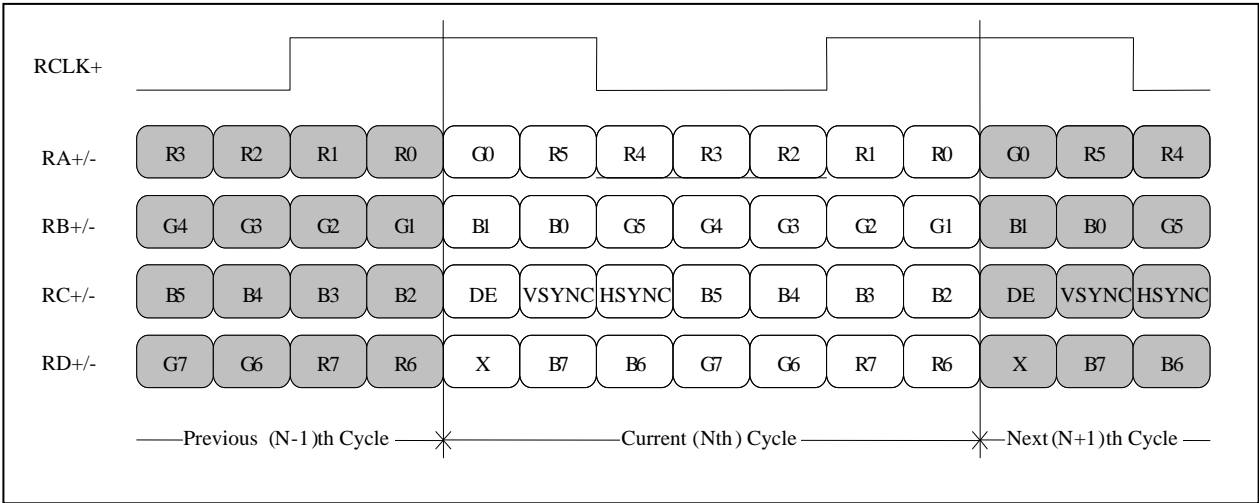 RCLK+
RA+/- R3 R2 R1 R0 G0 R5 R4 R3 R2 R1 R0 G0 R5 R4
RB+/- G4 G3 G2 G1 B1 B0 G5 G4 G3 G2 G1 B1 B0 G5
RC+/- B5 B4 B3 B2 DE VSYNC HSYNC B5 B4 B3 B2 DE VSYNC HSYNC
RD+/- G7 G6 R7 R6 X B7 B6 G7 G6 R7 R6 X B7 B6
Previous (N-1)th Cycle Current (Nth) Cycle Next (N+1)th Cycle